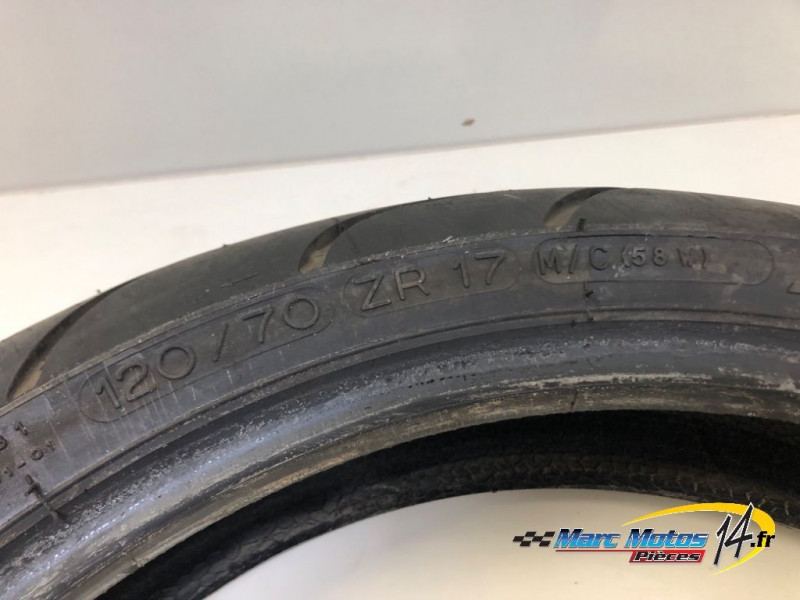 120/70 ZR 17 M/C (58 W)
Marc Motos 14.fr
Pièces